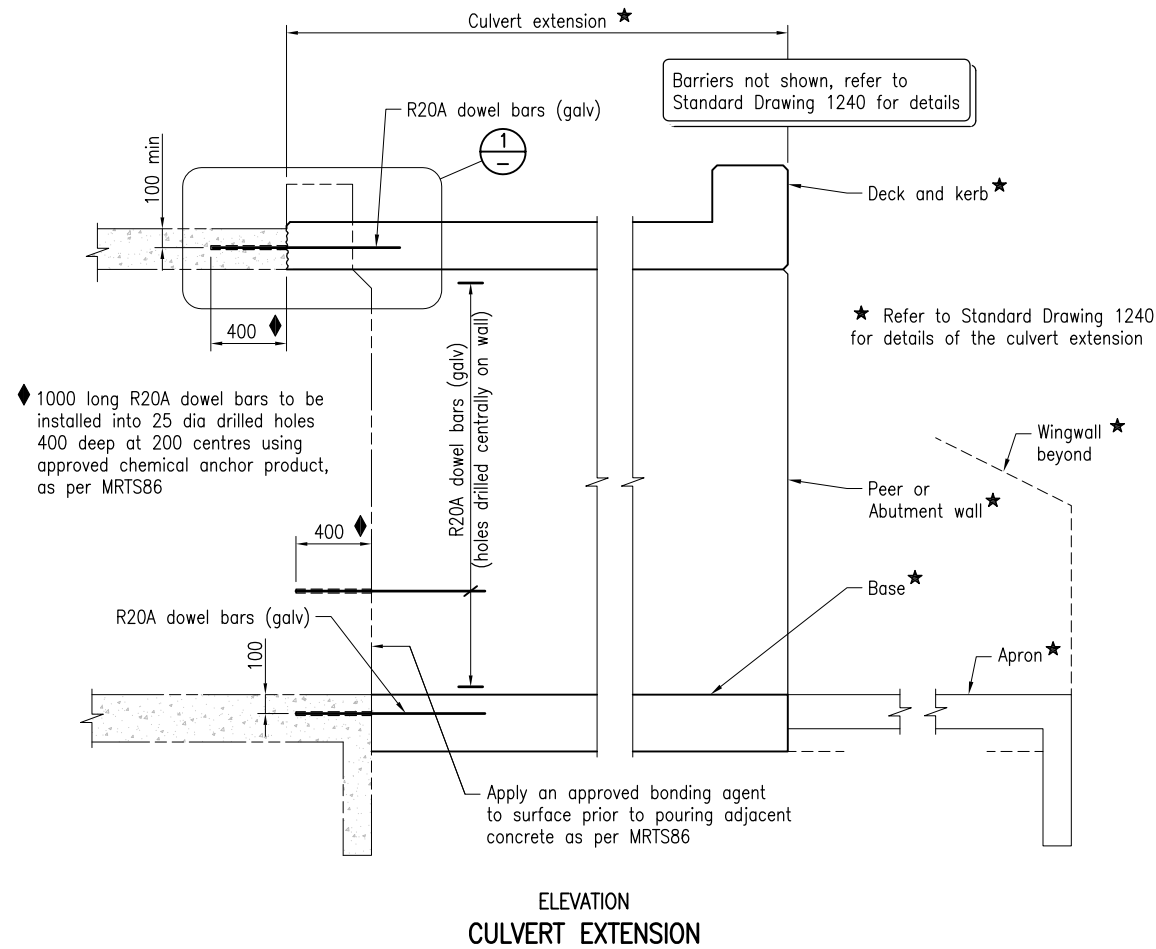 Culvert extension ★
Barriers not shown, refer to
Standard Drawing 1240 for details
R20A dowel bars (galv)
1
–
100 min
Deck and kerb ★
400 ♦
★ Refer to Standard Drawing 1240
for details of the culvert extension
R20A dowel bars (galv)
(holes drilled centrally on wall)
♦ 1000 long R20A dowel bars to be
installed into 25 dia drilled holes
400 deep at 200 centres using
approved chemical anchor product,
as per MRTS86
Wingwall ★
beyond
Peer or
Abutment wall ★
400 ♦
Base ★
R20A dowel bars (galv)
100
Apron ★
Apply an approved bonding agent
to surface prior to pouring adjacent
concrete as per MRTS86
ELEVATION
CULVERT EXTENSION